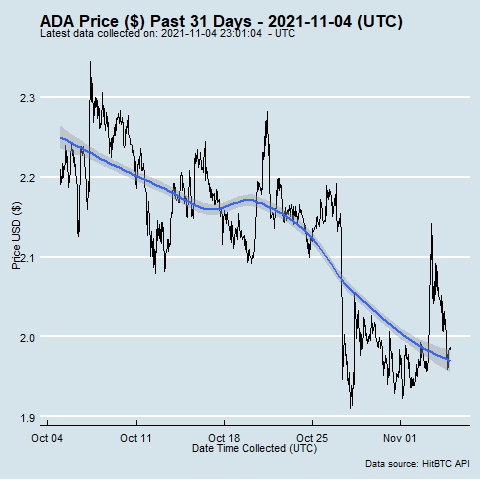 ADA Price ($) Past 31 Days - 2021-11-04 (UTC)
Latest data collected on: 2021-11-04 23:01:04 - UTC
Price USD ($)
2.3
2.2
2.1
2.0
1.9
Oct 04 Oct 11 Oct 18 Oct 25 Nov 01
Date Time Collected (UTC)
Data source: HitBTC API